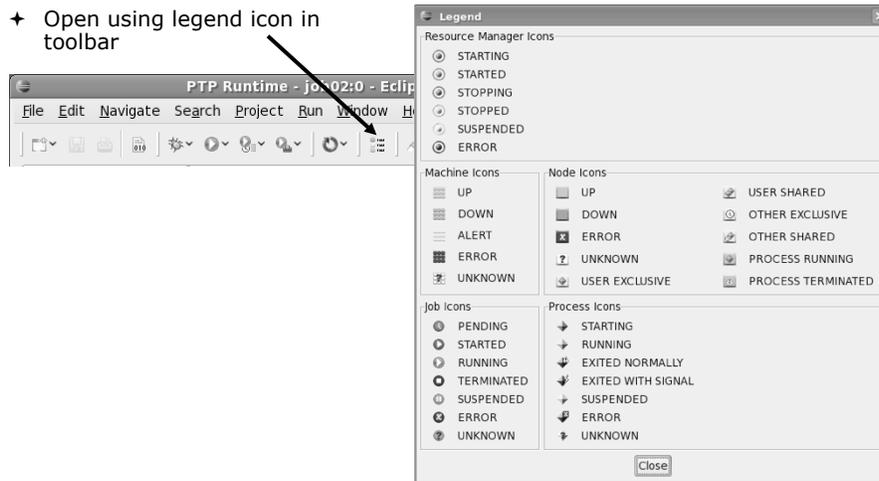 Open using legend icon in
toolbar
PTP Runtime - job02:0 - Eclip
File Edit Navigate Search Project Run Window He
Legend
Resource Manager Icons
STARTING
STARTED
STOPPING
STOPPED
SUSPENDED
ERROR
Machine Icons
UP
DOWN
ALERT
ERROR
UNKNOWN
Node Icons
UP
DOWN
ERROR
UNKNOWN
USER EXCLUSIVE
USER SHARED
OTHER EXCLUSIVE
OTHER SHARED
PROCESS RUNNING
PROCESS TERMINATED
Job Icons
PENDING
STARTED
RUNNING
TERMINATED
SUSPENDED
ERROR
UNKNOWN
Process Icons
STARTING
RUNNING
EXITED NORMALLY
EXITED WITH SIGNAL
SUSPENDED
ERROR
UNKNOWN
Close